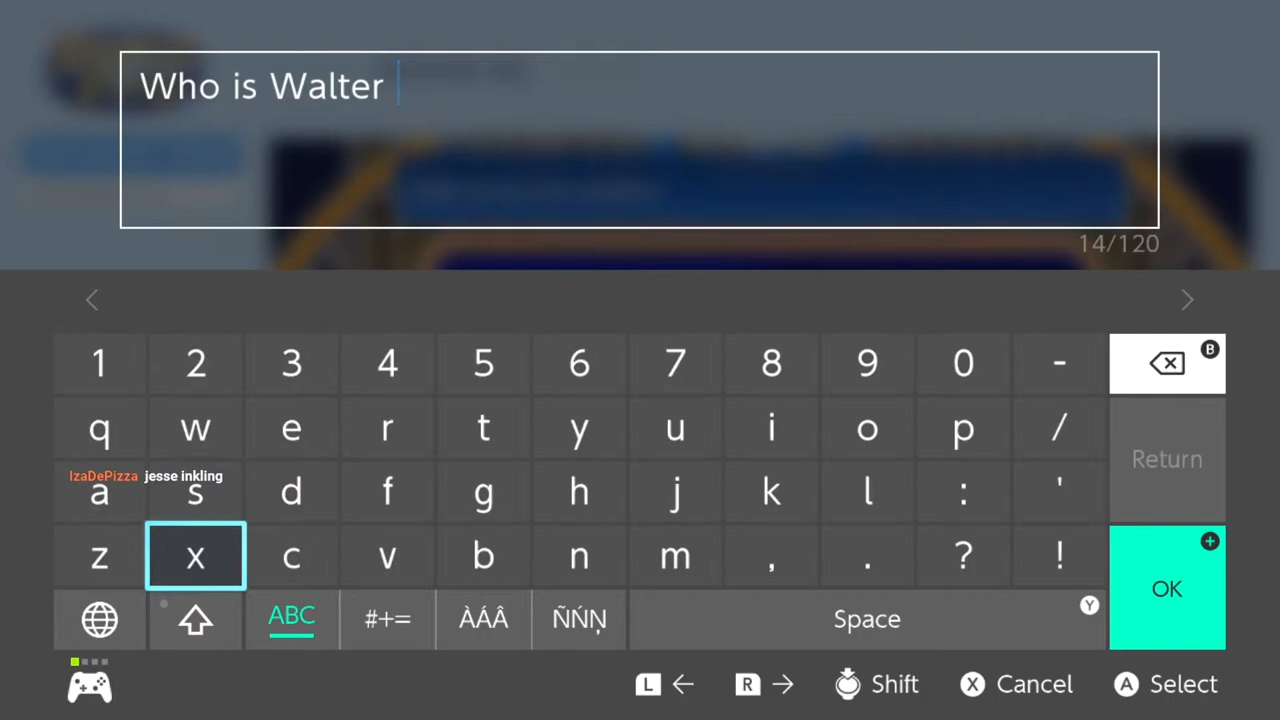 Who is Walter
14/120
1 2 3 4 5 6 7 8 9 0 -
B
q w e r t y u i o p /
Return
IzaDePizza jesse inkling
a s d f g h j k l : '
z x c v b n m , . ? !
+
OK
ABC #+= ÀÁÂ ÑŃŅ Space Y
L ← R → Shift X Cancel A Select